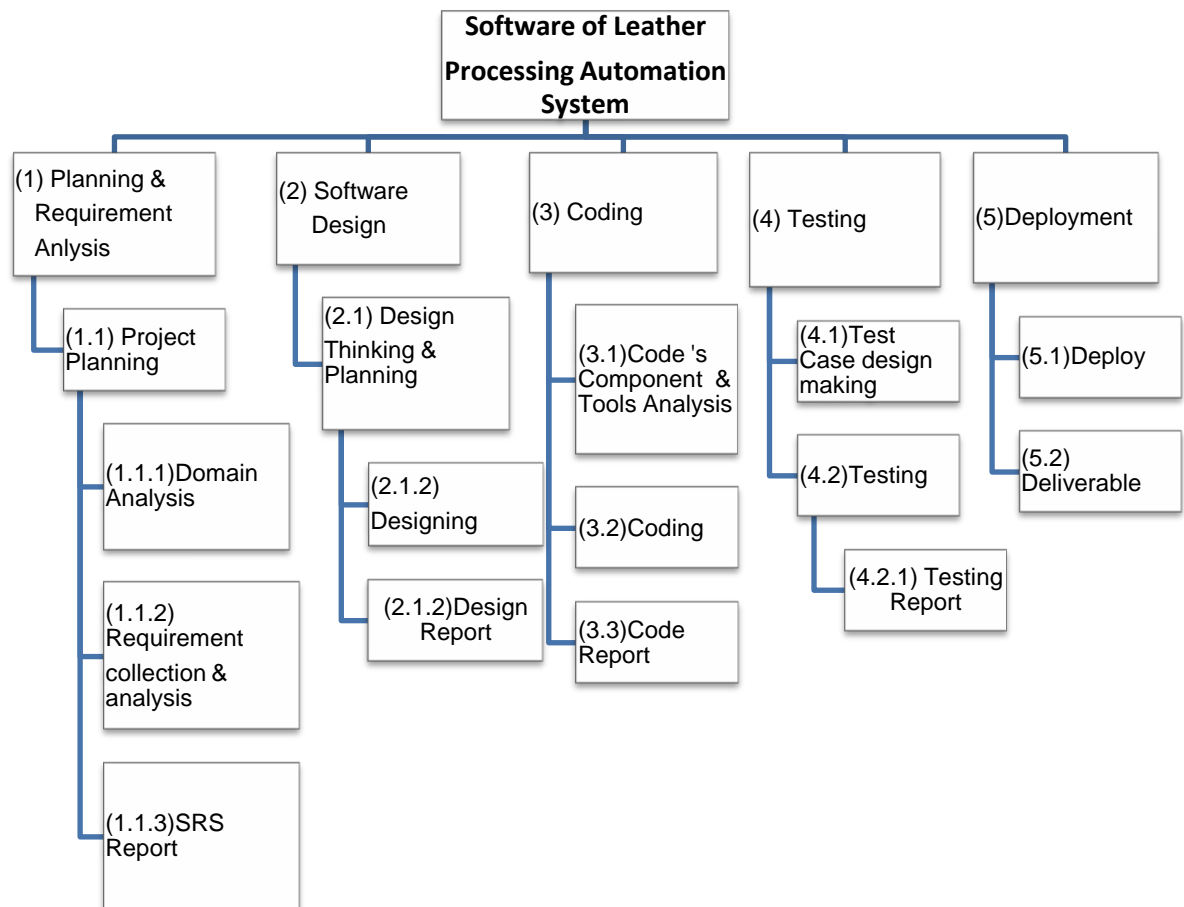 Software of Leather
Processing Automation
System
(1) Planning &
Requirement
Anlysis
(2) Software
Design
(3) Coding
(4) Testing
(5)Deployment
(1.1) Project
Planning
(2.1) Design
Thinking &
Planning
(3.1)Code 's
Component &
Tools Analysis
(4.1)Test
Case design
making
(5.1)Deploy
(1.1.1)Domain
Analysis
(2.1.2)
Designing
(3.2)Coding
(4.2)Testing
(5.2)
Deliverable
(1.1.2)
Requirement
collection &
analysis
(2.1.2)Design
Report
(3.3)Code
Report
(4.2.1) Testing
Report
(1.1.3)SRS
Report